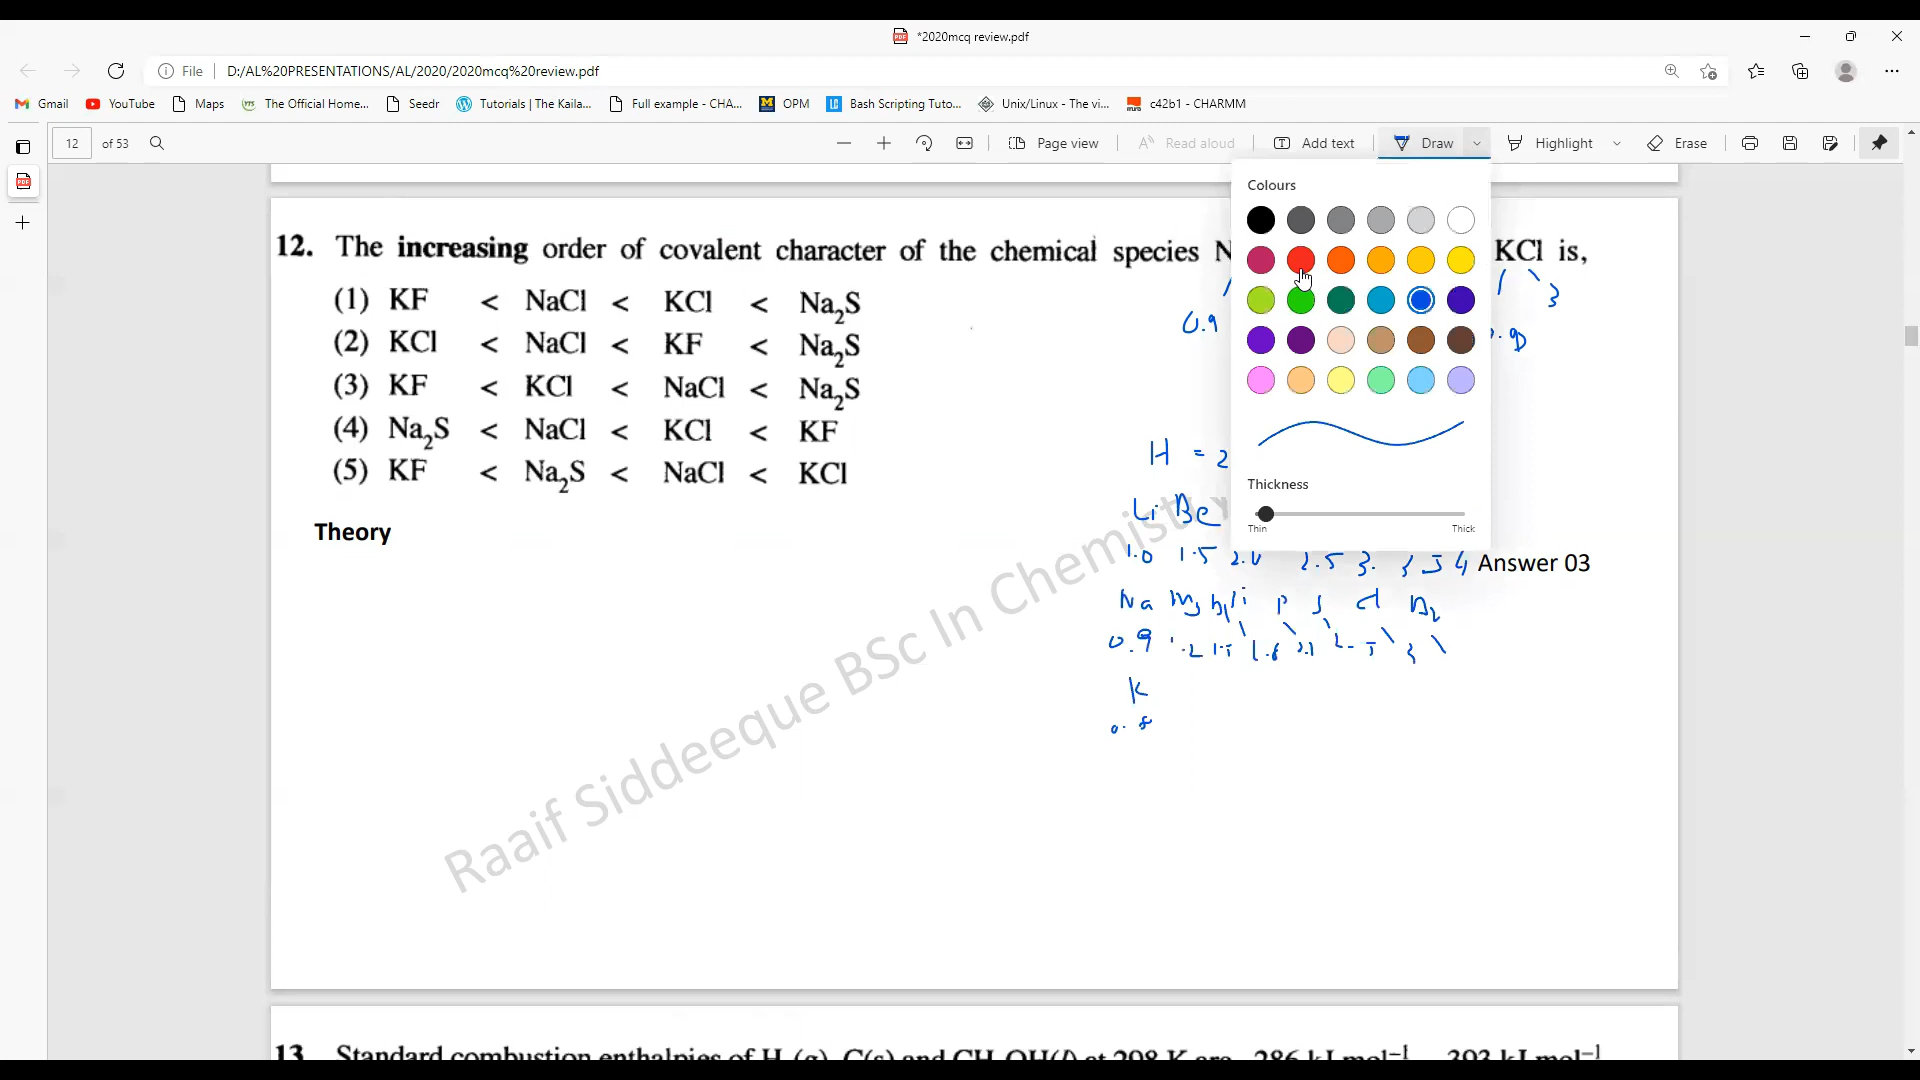 *2020mcq review.pdf
File D:/AL%20PRESENTATIONS/AL/2020/2020mcq%20review.pdf
Gmail YouTube Maps The Official Home... Seedr Tutorials | The Kaila... Full example - CHA... OPM Bash Scripting Tuto... Unix/Linux - The vi... c42b1 - CHARMM
12 of 53 Page view Read aloud Add text Draw Highlight Erase
Colours
12. The increasing order of covalent character of the chemical species KCl is,
(1) KF < NaCl < KCl < Na₂S
(2) KCl < NaCl < KF < Na₂S
(3) KF < KCl < NaCl < Na₂S
(4) Na₂S < NaCl < KCl < KF
(5) KF < Na₂S < NaCl < KCl
0.9
H = 2
Thickness
Thin Thick
Li Be
Theory
1.0 1.5 2.0 2.5 3. 4
Answer 03
Na
0.9
K
0.8
Raaif Siddeeque BSc In Chemistry
13. Standard combustion enthalpies of